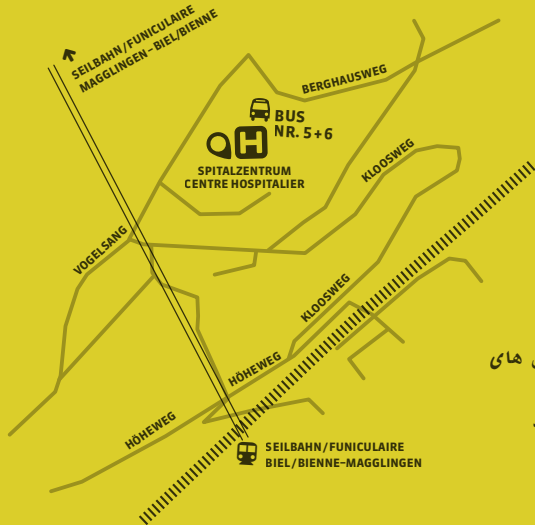 SEILBAHN/FUNICULAIRE
MAGGLINGEN–BIEL/BIENNE
BERGHAUSWEG
BUS
NR. 5+6
H
SPITALZENTRUM
CENTRE HOSPITALIER
KLOOSWEG
VOGELSANG
KLOOSWEG
های
HÖHEWEG
HÖHEWEG
SEILBAHN/FUNICULAIRE
BIEL/BIENNE–MAGGLINGEN